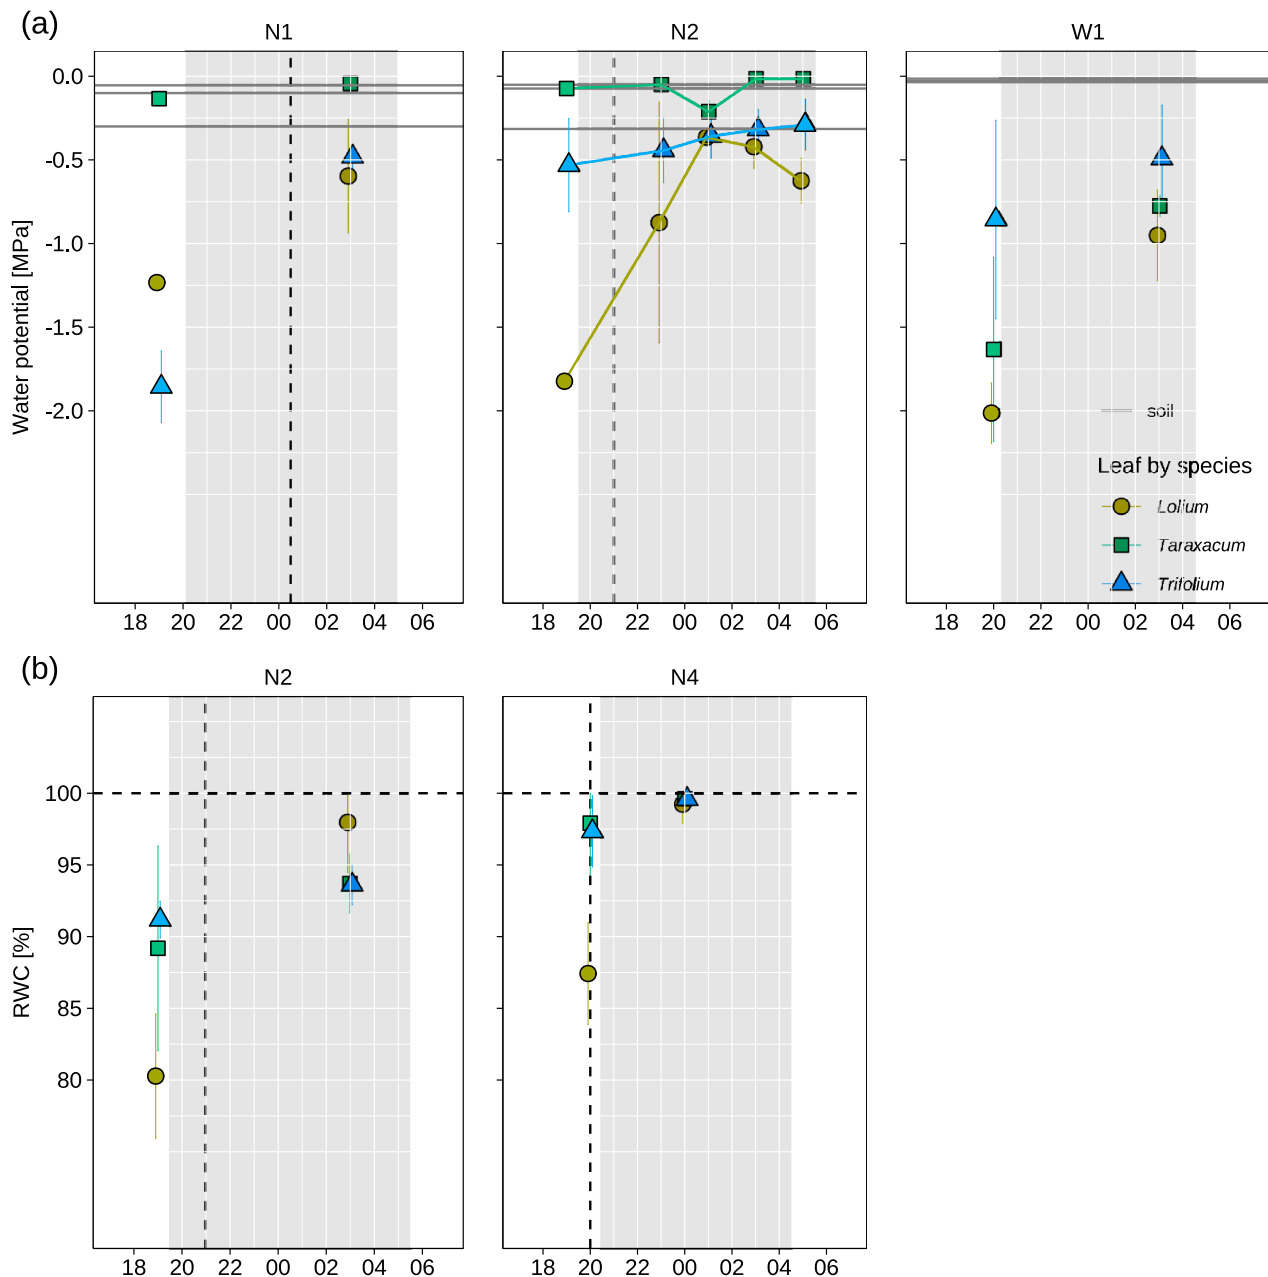 (a)
N1 N2 W1
Water potential [MPa]
0.0
-0.5
-1.0
-1.5
-2.0
soil
Leaf by species
Lolium
Taraxacum
Trifolium
18 20 22 00 02 04 06 18 20 22 00 02 04 06 18 20 22 00 02 04 06
(b)
N2 N4
RWC [%]
100
95
90
85
80
18 20 22 00 02 04 06 18 20 22 00 02 04 06